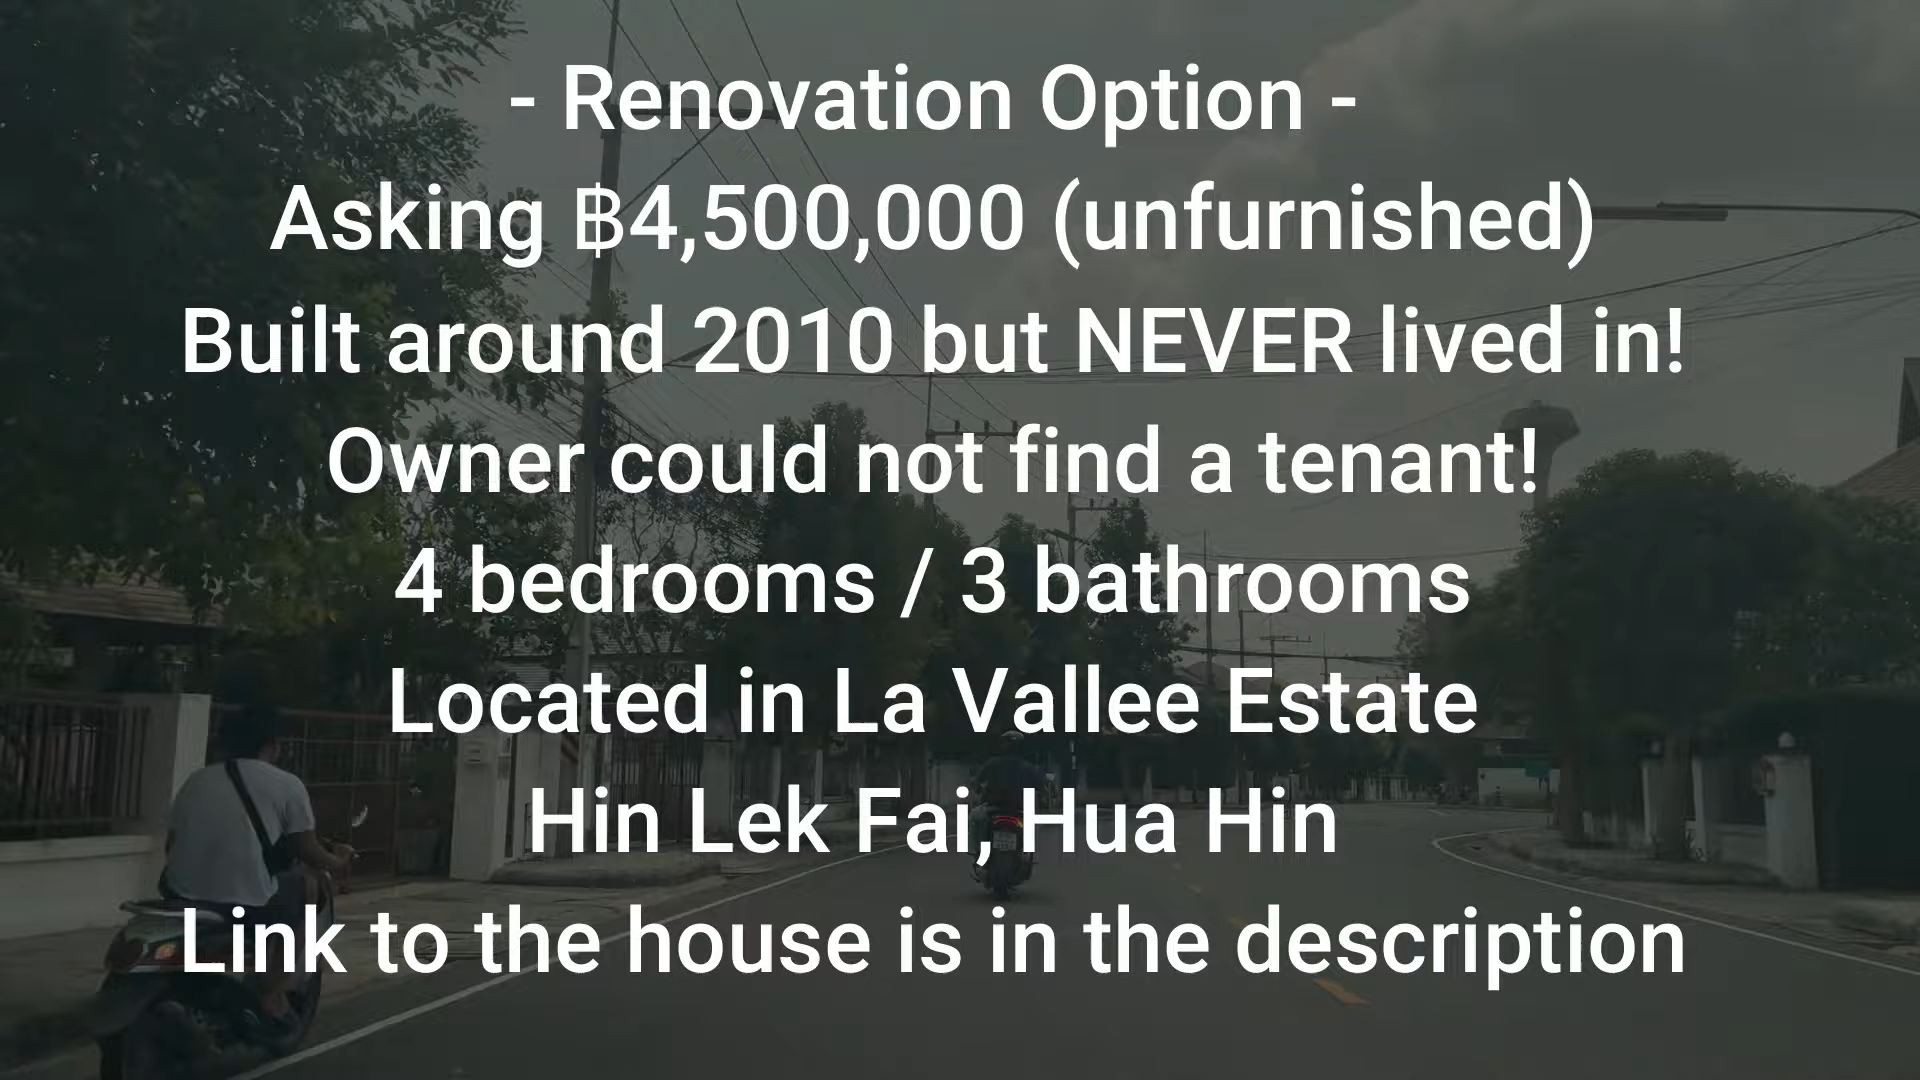 - Renovation Option -
Asking ฿4,500,000 (unfurnished)
Built around 2010 but NEVER lived in!
Owner could not find a tenant!
4 bedrooms / 3 bathrooms
Located in La Vallee Estate
Hin Lek Fai, Hua Hin
Link to the house is in the description